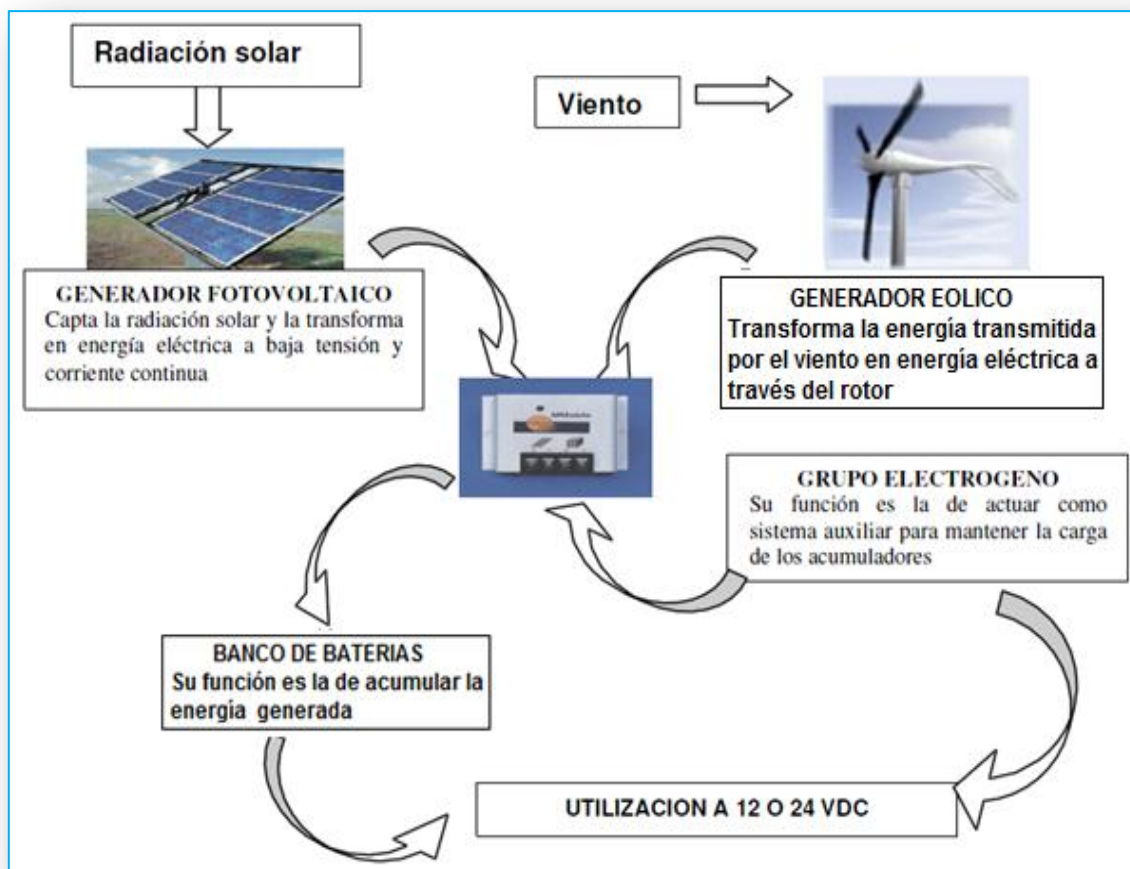 Radiación solar
Viento
GENERADOR FOTOVOLTAICO
Capta la radiación solar y la transforma
en energía eléctrica a baja tensión y
corriente continua
GENERADOR EOLICO
Transforma la energía transmitida
por el viento en energía eléctrica a
través del rotor
GRUPO ELECTROGENO
Su función es la de actuar como
sistema auxiliar para mantener la carga
de los acumuladores
BANCO DE BATERIAS
Su función es la de acumular la
energía generada
UTILIZACION A 12 O 24 VDC